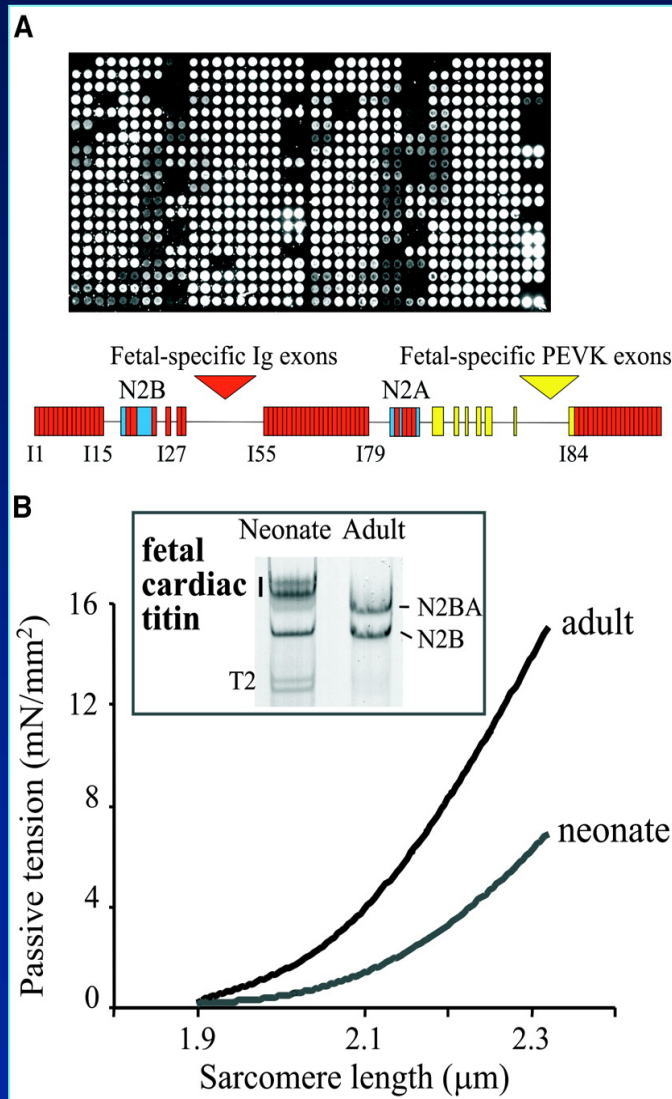 A
Fetal-specific Ig exons
Fetal-specific PEVK exons
N2B
N2A
I1
I15
I27
I55
I79
I84
B
Neonate Adult
fetal
cardiac
titin
N2BA
N2B
T2
Passive tension (mN/mm²)
16
12
8
4
0
adult
neonate
1.9
2.1
2.3
Sarcomere length (μm)